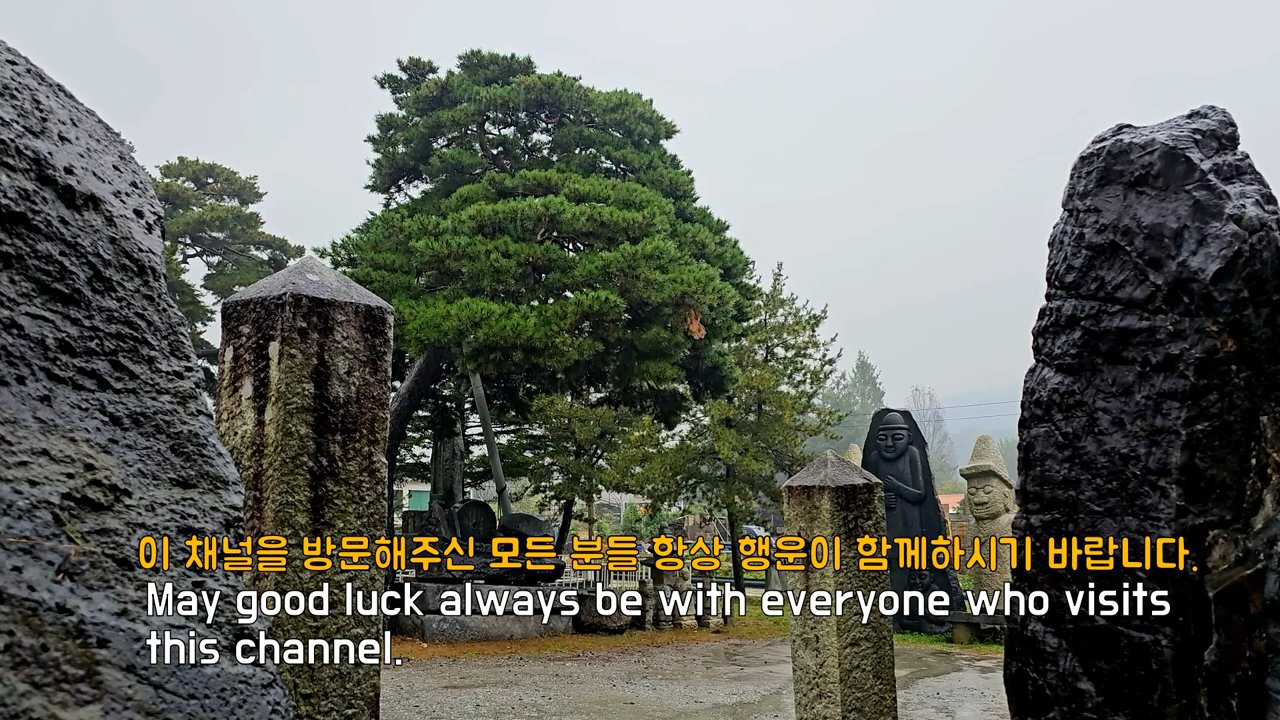 이 채널을 방문해주신 모든 분들 항상 행운이 함께하시기 바랍니다.
May good luck always be with everyone who visits
this channel.